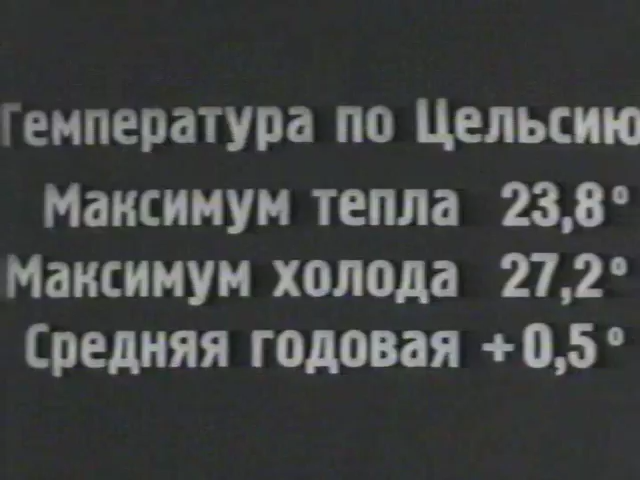 Температура по Цельсию
Максимум тепла 23,8°
Максимум холода 27,2°
Средняя годовая +0,5°